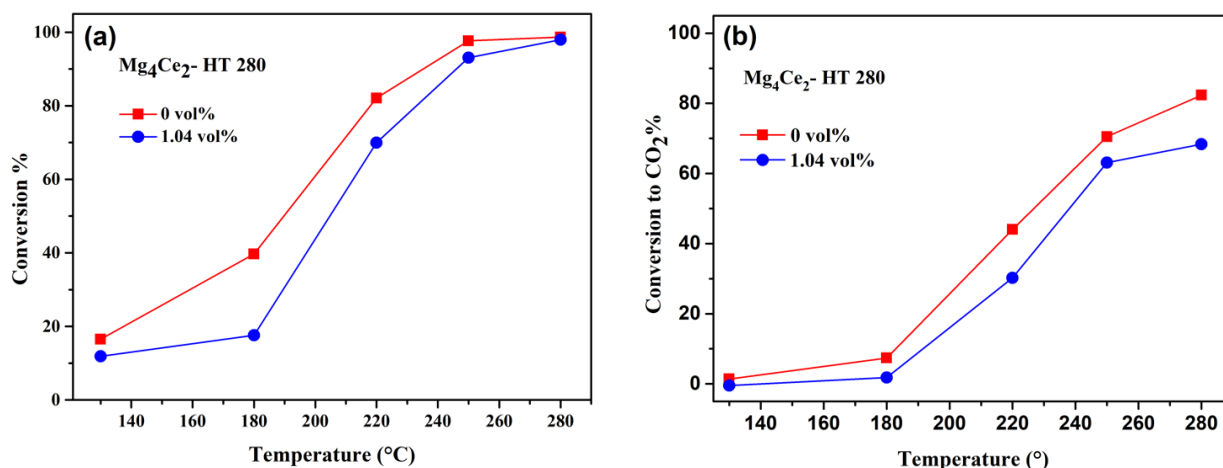 (a)
Mg4Ce2- HT 280
0 vol%
1.04 vol%
100
80
60
40
20
0
Conversion %
140 160 180 200 220 240 260 280
Temperature (°C)
(b)
Mg4Ce2- HT 280
0 vol%
1.04 vol%
100
80
60
40
20
0
Conversion to CO2%
140 160 180 200 220 240 260 280
Temperature (°)